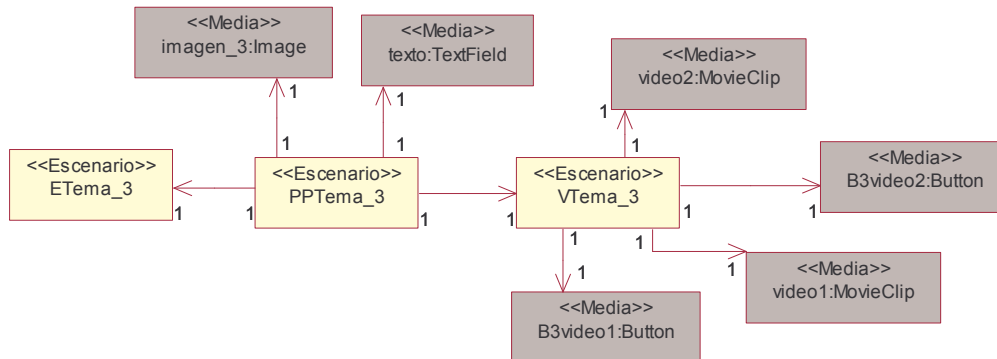 <<Media>>
imagen_3:Image
<<Media>>
texto:TextField
<<Media>>
video2:MovieClip
1
1
1
1
1
1
<<Escenario>>
ETema_3
<<Escenario>>
PPTema_3
<<Escenario>>
VTema_3
<<Media>>
B3video2:Button
1
1
1
1
1
1
1
1
1
1
<<Media>>
video1:MovieClip
<<Media>>
B3video1:Button